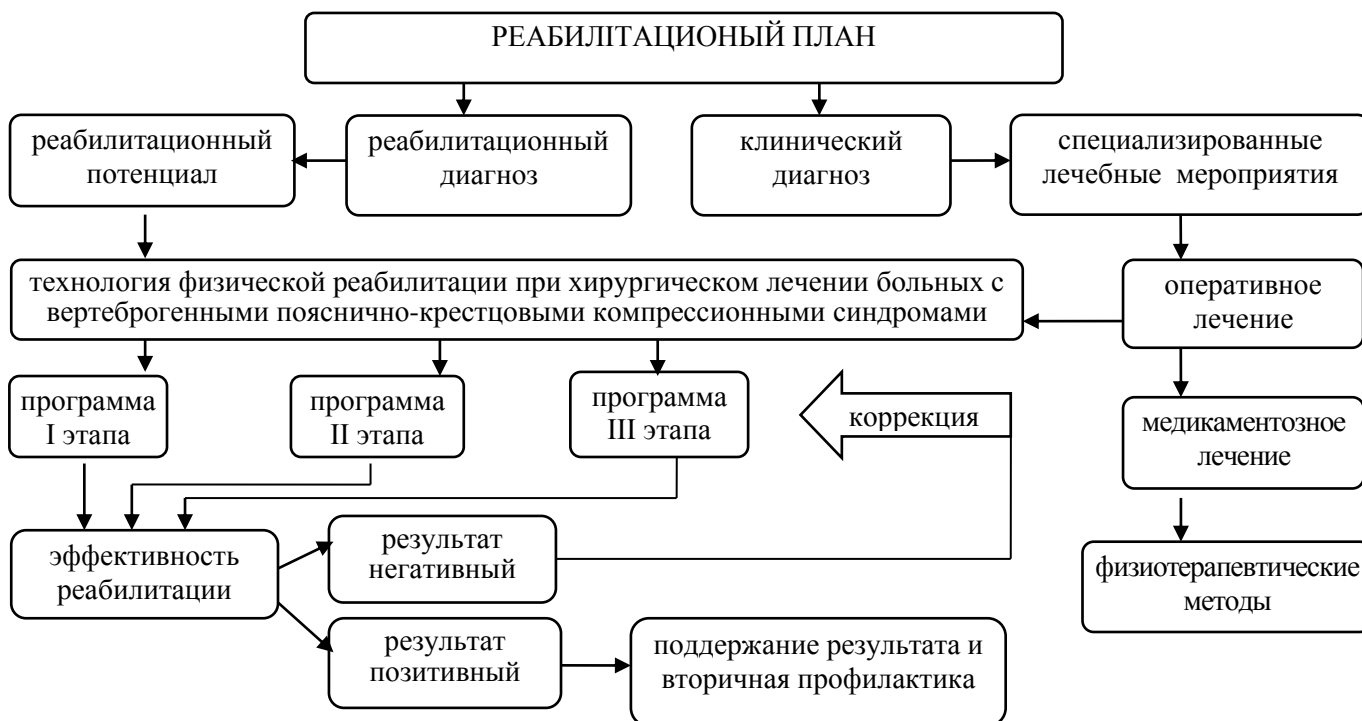 РЕАБИЛІТАЦИОНЫЙ ПЛАН
реабилитационный
потенциал
реабилитационный
диагноз
клинический
диагноз
специализированные
лечебные мероприятия
технология физической реабилитации при хирургическом лечении больных с
вертеброгенными пояснично-крестцовыми компрессионными синдромами
оперативное
лечение
программа
I этапа
программа
II этапа
программа
III этапа
коррекция
медикаментозное
лечение
эффективность
реабилитации
результат
негативный
физиотерапевтические
методы
результат
позитивный
поддержание результата и
вторичная профилактика